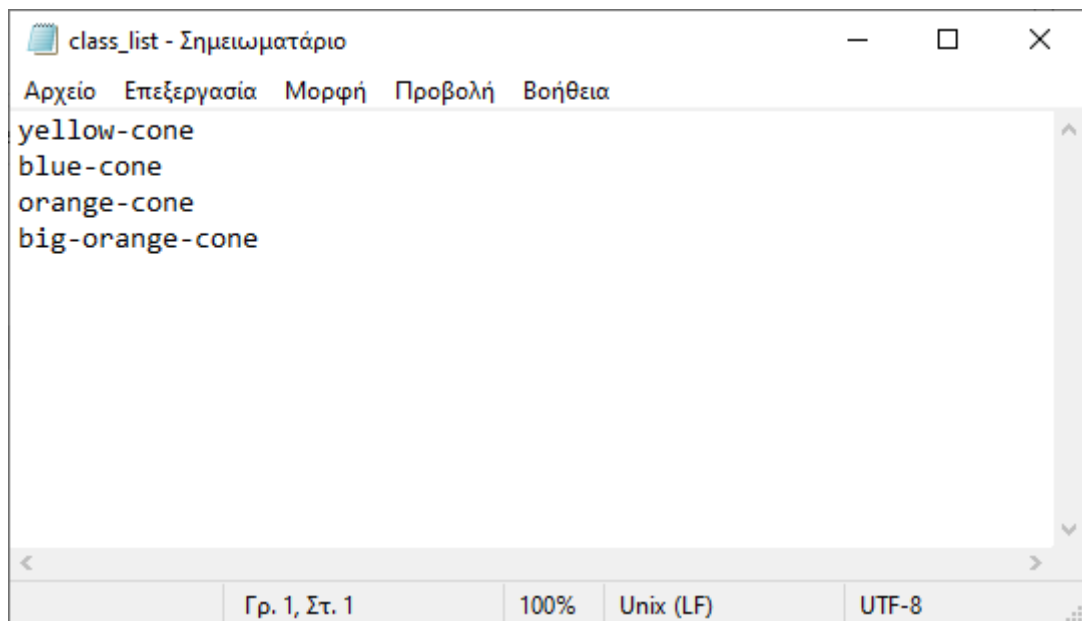 class_list - Σημειωματάριο
Αρχείο Επεξεργασία Μορφή Προβολή Βοήθεια
yellow-cone
blue-cone
orange-cone
big-orange-cone
Γρ. 1, Στ. 1 100% Unix (LF) UTF-8